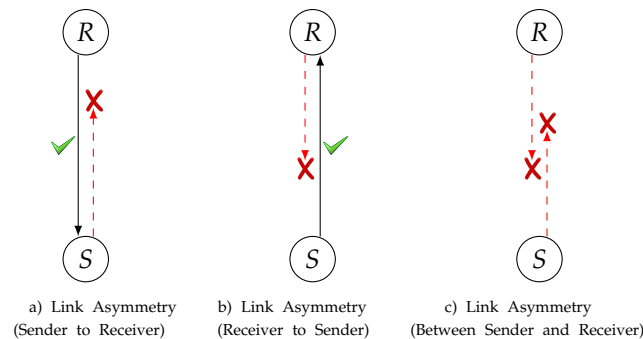 R
R
R
S
S
S
a) Link Asymmetry
(Sender to Receiver)
b) Link Asymmetry
(Receiver to Sender)
c) Link Asymmetry
(Between Sender and Receiver)